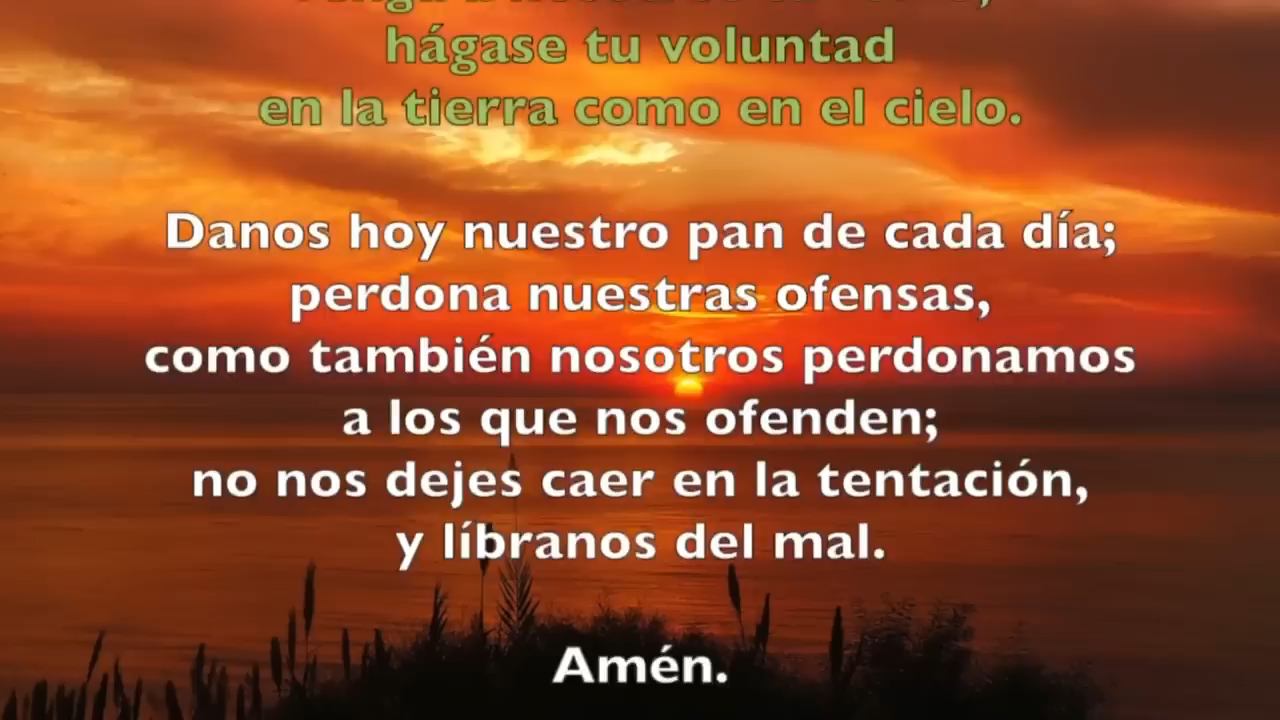 hágase tu voluntad
en la tierra como en el cielo.
Danos hoy nuestro pan de cada día;
perdona nuestras ofensas,
como también nosotros perdonamos
a los que nos ofenden;
no nos dejes caer en la tentación,
y líbranos del mal.
Amén.